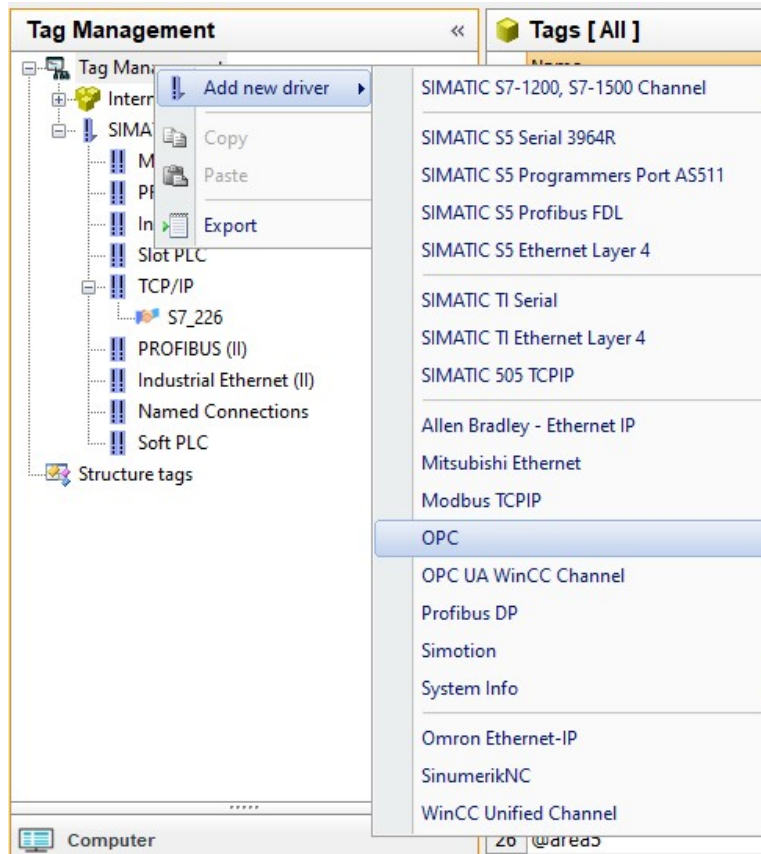 Tag Management
«
Tags [ All ]
Tag Man
Add new driver
Intern
SIMA
Copy
M
Paste
PR
In
Export
Slot PLC
TCP/IP
S7_226
PROFIBUS (II)
Industrial Ethernet (II)
Named Connections
Soft PLC
Structure tags
SIMATIC S7-1200, S7-1500 Channel
SIMATIC S5 Serial 3964R
SIMATIC S5 Programmers Port AS511
SIMATIC S5 Profibus FDL
SIMATIC S5 Ethernet Layer 4
SIMATIC TI Serial
SIMATIC TI Ethernet Layer 4
SIMATIC 505 TCPIP
Allen Bradley - Ethernet IP
Mitsubishi Ethernet
Modbus TCPIP
OPC
OPC UA WinCC Channel
Profibus DP
Simotion
System Info
Omron Ethernet-IP
SinumerikNC
WinCC Unified Channel
Computer
26 @area5